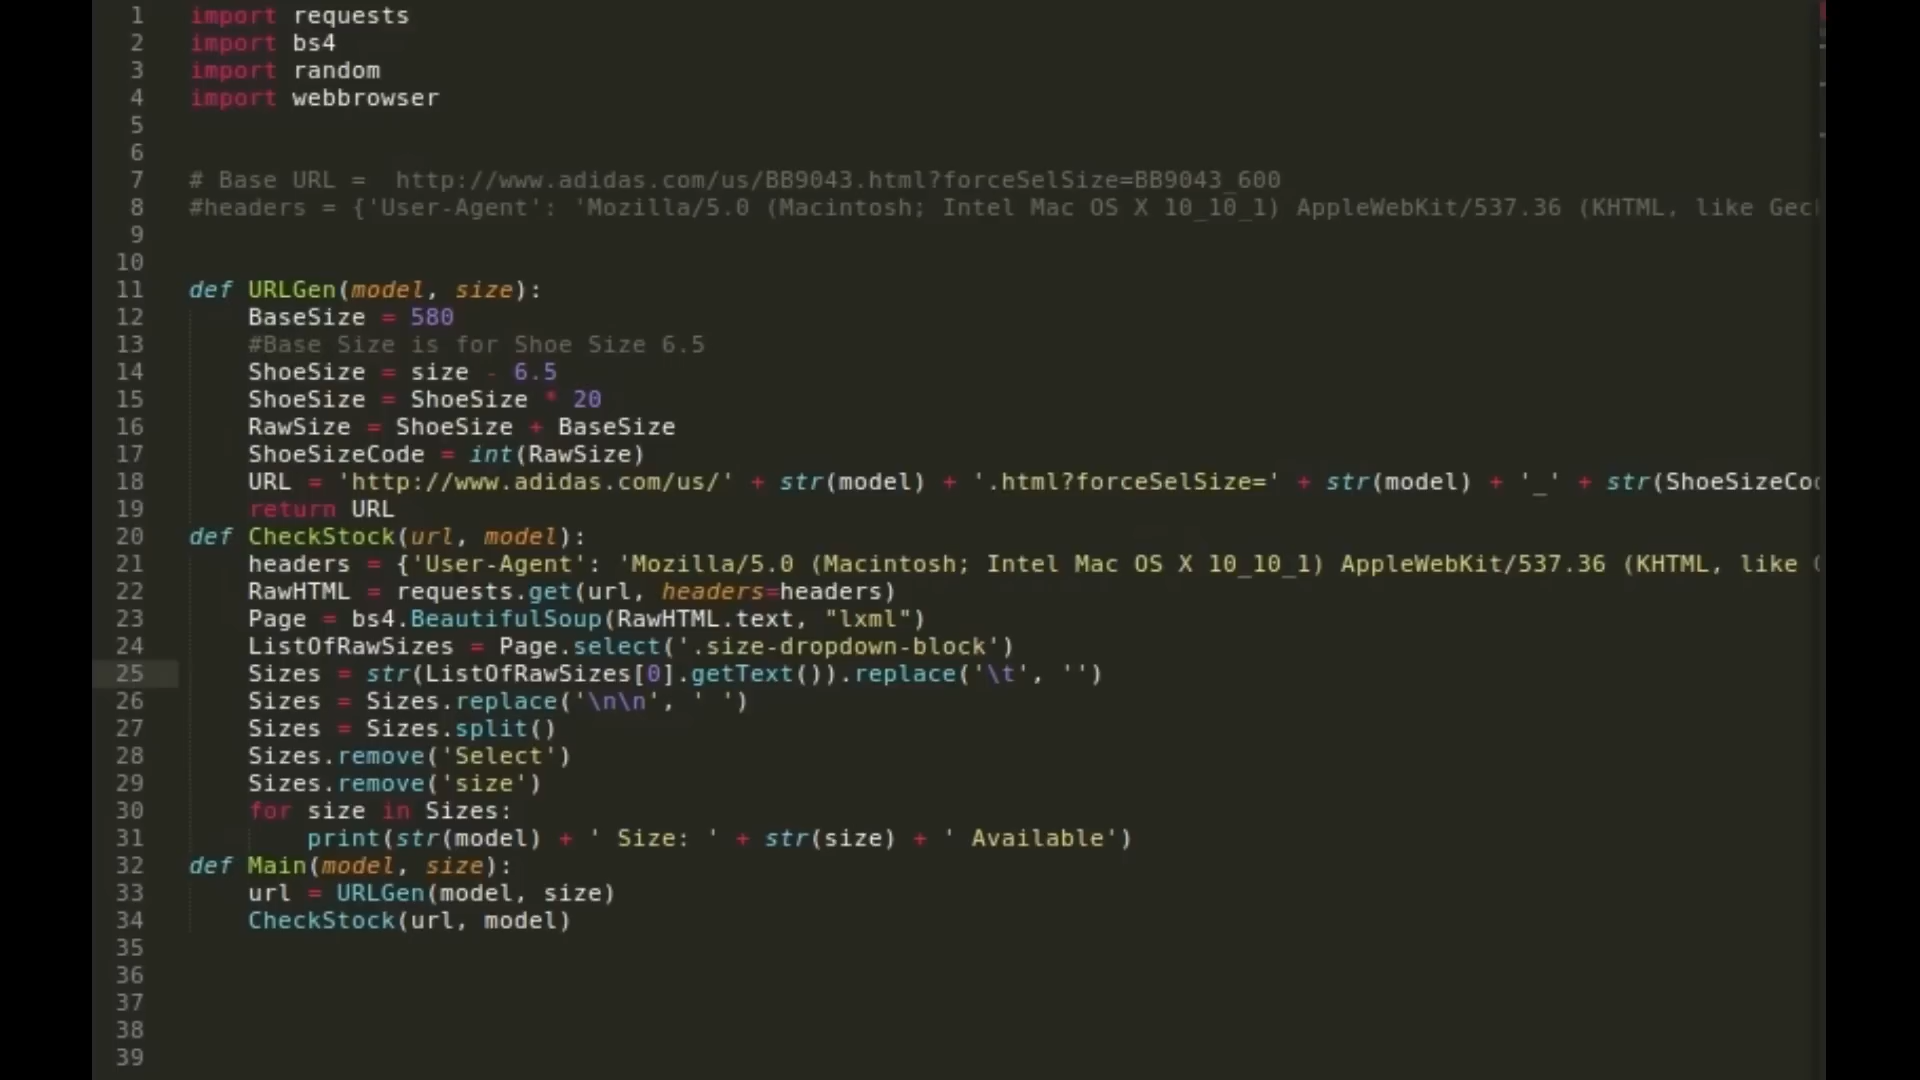 1 import requests
2 import bs4
3 import random
4 import webbrowser
5
6
7 # Base URL =  http://www.adidas.com/us/BB9043.html?forceSelSize=BB9043_600
8 #headers = {'User-Agent': 'Mozilla/5.0 (Macintosh; Intel Mac OS X 10_10_1) AppleWebKit/537.36 (KHTML, like Gec
9
10
11 def URLGen(model, size):
12     BaseSize = 580
13     #Base Size is for Shoe Size 6.5
14     ShoeSize = size - 6.5
15     ShoeSize = ShoeSize * 20
16     RawSize = ShoeSize + BaseSize
17     ShoeSizeCode = int(RawSize)
18     URL = 'http://www.adidas.com/us/' + str(model) + '.html?forceSelSize=' + str(model) + '_' + str(ShoeSizeCo
19     return URL
20 def CheckStock(url, model):
21     headers = {'User-Agent': 'Mozilla/5.0 (Macintosh; Intel Mac OS X 10_10_1) AppleWebKit/537.36 (KHTML, like
22     RawHTML = requests.get(url, headers=headers)
23     Page = bs4.BeautifulSoup(RawHTML.text, "lxml")
24     ListOfRawSizes = Page.select('.size-dropdown-block')
25     Sizes = str(ListOfRawSizes[0].getText()).replace('\t', '')
26     Sizes = Sizes.replace('\n\n', ' ')
27     Sizes = Sizes.split()
28     Sizes.remove('Select')
29     Sizes.remove('size')
30     for size in Sizes:
31         print(str(model) + ' Size: ' + str(size) + ' Available')
32 def Main(model, size):
33     url = URLGen(model, size)
34     CheckStock(url, model)
35
36
37
38
39